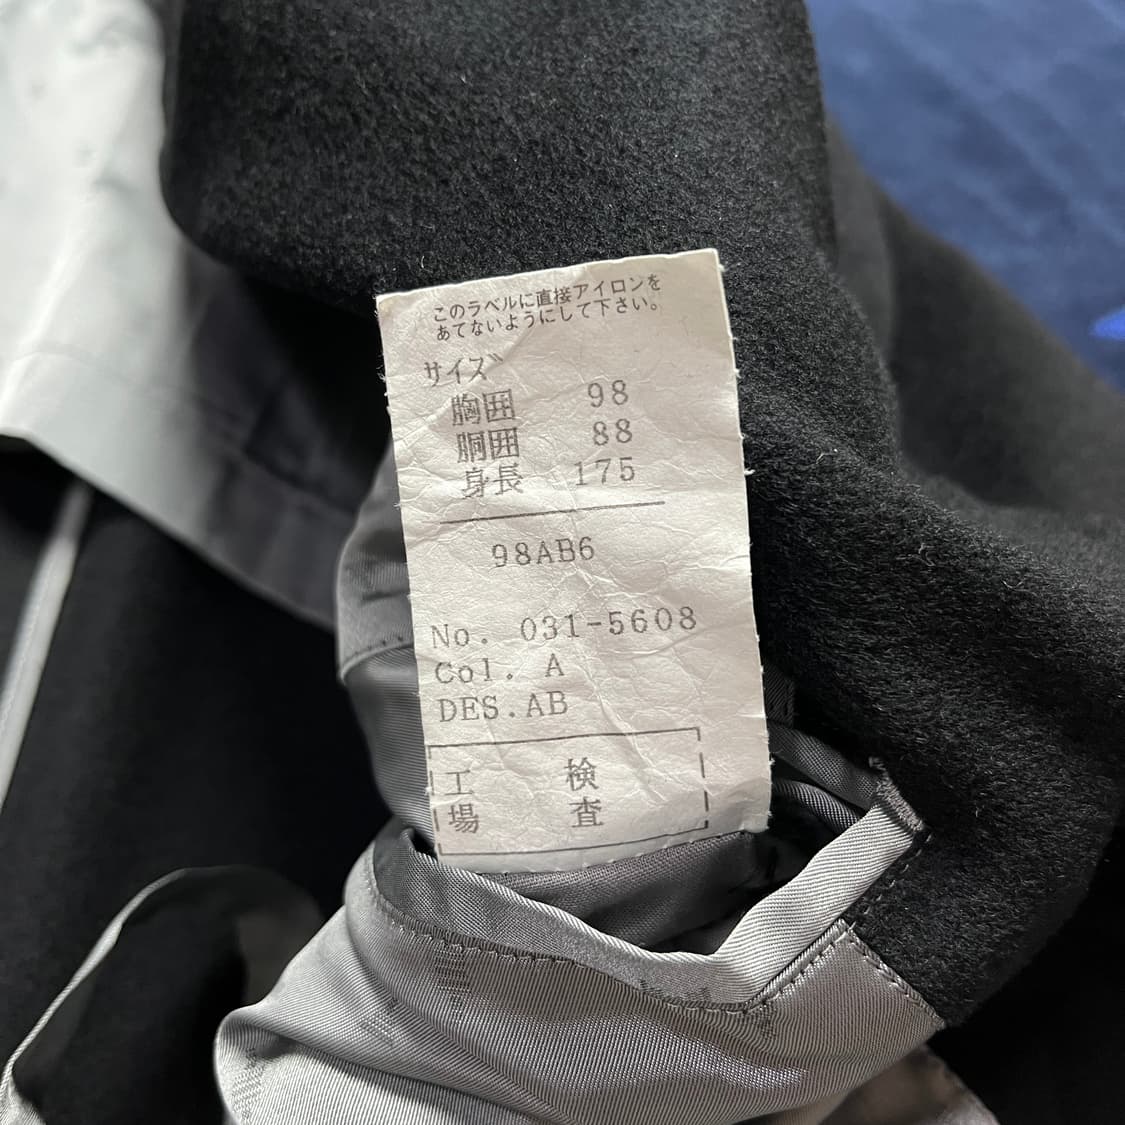 このラベルに直接アイロンを
あてないようにして下さい。
サイズ
胸囲 98
胴囲 88
身長 175
98AB6
No. 031-5608
Col. A
DES.AB
工場 検査